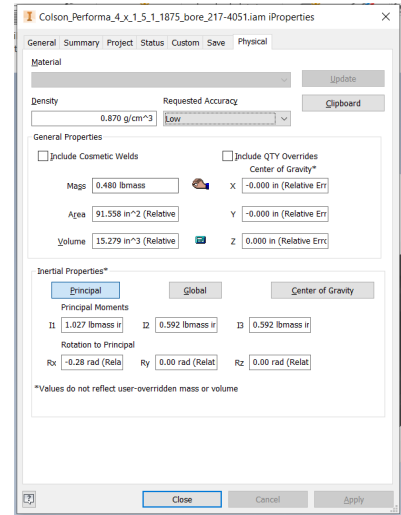 I Colson_Performa_4_x_1_5_1_1875_bore_217-4051.iam iProperties
General Summary Project Status Custom Save Physical
Material
Update
Density Requested Accuracy
Clipboard
0.870 g/cm^3 Low
General Properties
Include Cosmetic Welds Include QTY Overrides
Center of Gravity*
Mass 0.480 lbmass X -0.000 in (Relative Err
Area 91.558 in^2 (Relative Y -0.000 in (Relative Err
Volume 15.279 in^3 (Relative Z 0.000 in (Relative Errc
Inertial Properties*
Principal Global Center of Gravity
Principal Moments
I1 1.027 lbmass ir I2 0.592 lbmass ir I3 0.592 lbmass ir
Rotation to Principal
Rx -0.28 rad (Rela Ry 0.00 rad (Relat Rz 0.00 rad (Relat
*Values do not reflect user-overridden mass or volume
? Close Cancel Apply